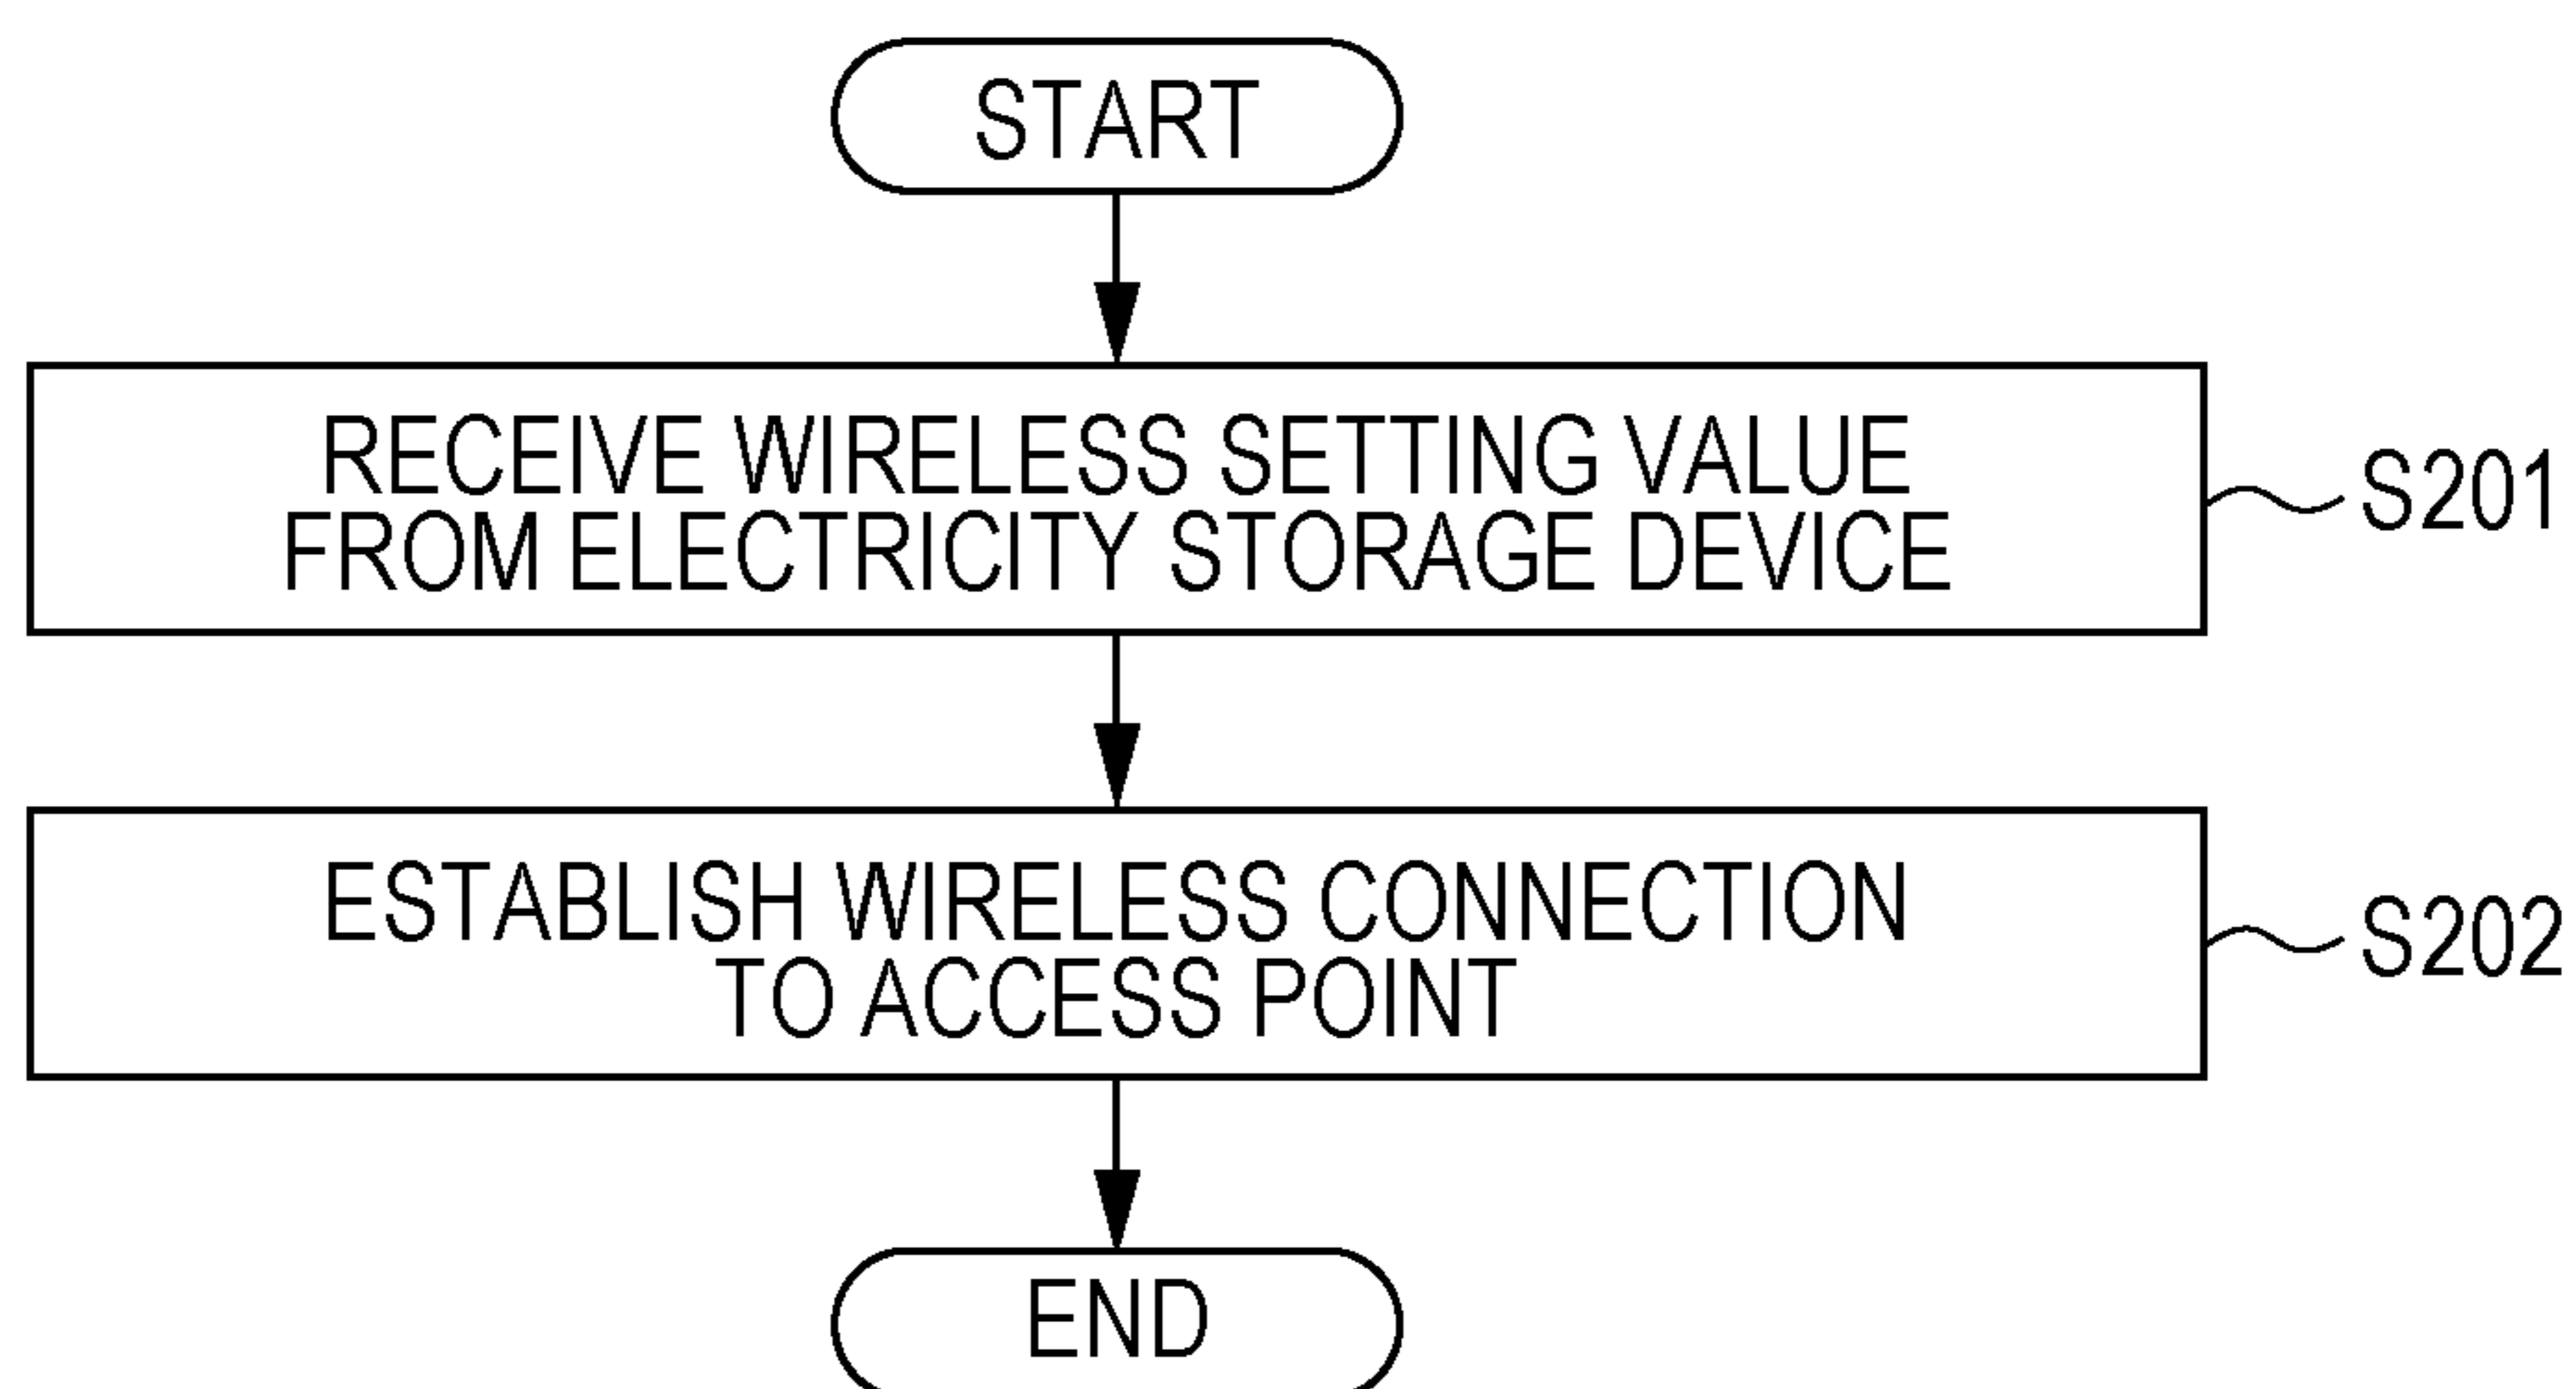 START
RECEIVE WIRELESS SETTING VALUE
FROM ELECTRICITY STORAGE DEVICE
S201
ESTABLISH WIRELESS CONNECTION
TO ACCESS POINT
S202
END